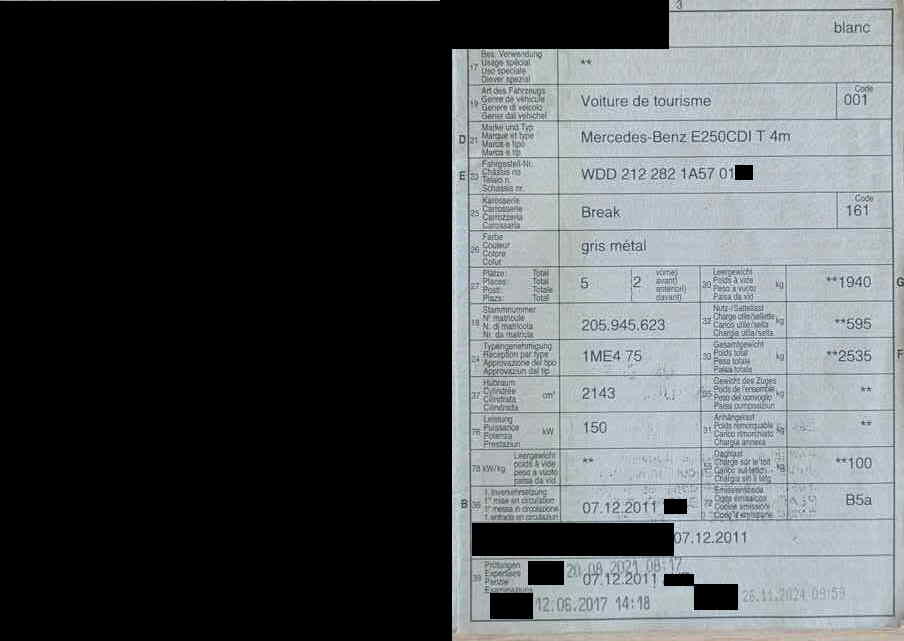 3
blanc
17 Bes. Verwendung
Usage spécial
Uso speciale
Diever spezial
**
19 Art des Fahrzeugs
Genre de véhicule
Genere di veicolo
Gener dal vehichel
Voiture de tourisme
Code
001
D 21 Marke und Typ
Marque et type
Marca e tipo
Marca e tip
Mercedes-Benz E250CDI T 4m
E 23 Fahrgestell-Nr.
Châssis no
Telaio n.
Schassis nr.
WDD 212 282 1A57 01
25 Karosserie
Carrosserie
Carrozzeria
Carossaria
Break
Code
161
26 Farbe
Couleur
Colore
Colur
gris métal
27 Plätze: Total
Places: Total
Posti: Totale
Plazs: Total
5
2
vorne)
avant)
anteriori)
davant)
30 Leergewicht
Poids à vide
Peso a vuoto
Paisa da vid
kg
**1940
G
18 Stammnummer
N° matricule
N. di matricola
Nr. da matricla
205.945.623
32 Nutz-/Sattellast
Charge utile/sellette
Carico utile/sella
Chargia utila/sella
kg
**595
24 Typengenehmigung
Réception par type
Approvazione del tipo
Approvaziun dal tip
1ME4 75
33 Gesamtgewicht
Poids total
Peso totale
Paisa totala
kg
**2535
F
37 Hubraum
Cylindrée
Cilindrata
Cilindrada
cm³
2143
35 Gewicht des Zuges
Poids de l'ensemble
Peso del convoglio
Paisa cumposiziun
**
76 Leistung
Puissance
Potenza
Prestaziun
kW
150
31 Anhängelast
Poids remorquable
Carico rimorchiato
Chargia annexa
kg
**
78 kW/kg
Leergewicht
poids à vide
peso a vuoto
paisa da vid
**
55 Dachlast
Charge sur le toit
Carico sul tetto
Chargia sin il tetg
kg
**100
B 36 1. Inverkehrsetzung
1re mise en circulation
1a messa in circolazione
1. entrada en circulaziun
07.12.2011
72 Emissionscode
Code émissions
Codice emissioni
Code d'emissiuns
B5a
07.12.2011
39 Prüfungen
Expertises
Perizie
Examinaziuns
20.08.2021 08:17
07.12.2011
12.06.2017 14:18
26.11.2024 09:59